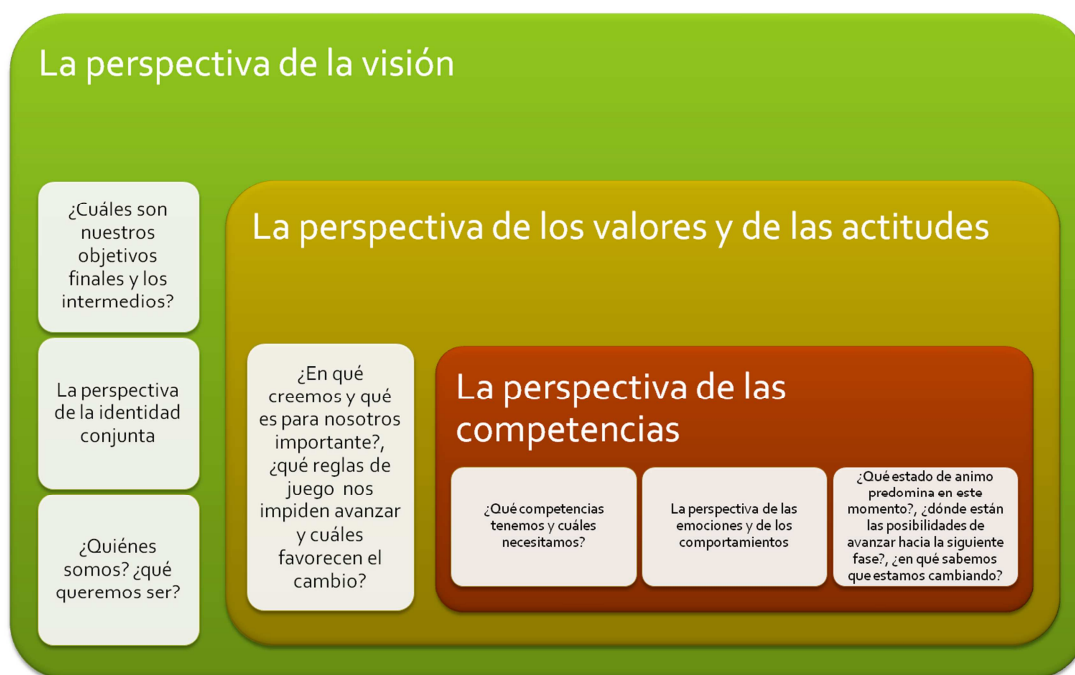 La perspectiva de la visión
¿Cuáles son
nuestros
objetivos
finales y los
intermedios?
La perspectiva
de la identidad
conjunta
¿Quiénes
somos? ¿qué
queremos ser?
La perspectiva de los valores y de las actitudes
¿En qué
creemos y qué
es para nosotros
importante?,
¿qué reglas de
juego nos
impiden avanzar
y cuáles
favorecen el
cambio?
La perspectiva de las
competencias
¿Qué competencias
tenemos y cuáles
necesitamos?
La perspectiva de las
emociones y de los
comportamientos
¿Qué estado de animo
predomina en este
momento?, ¿dónde están
las posibilidades de
avanzar hacia la siguiente
fase?, ¿en qué sabemos
que estamos cambiando?